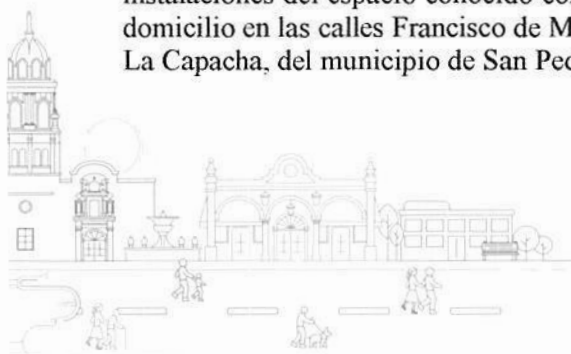 instalaciones del espacio conocido
domicilio en las calles Francisco de
La Capacha, del municipio de San